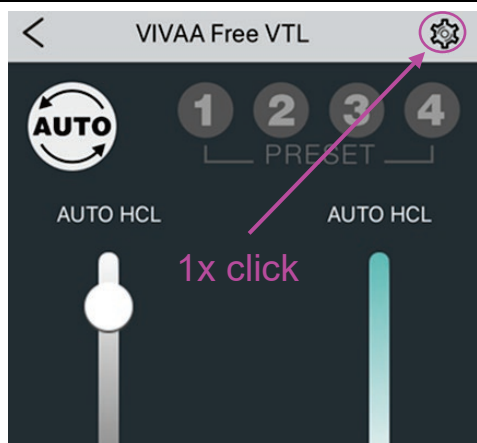 VIVAA Free VTL
AUTO
1 2 3 4
PRESET
AUTO HCL AUTO HCL
1x click